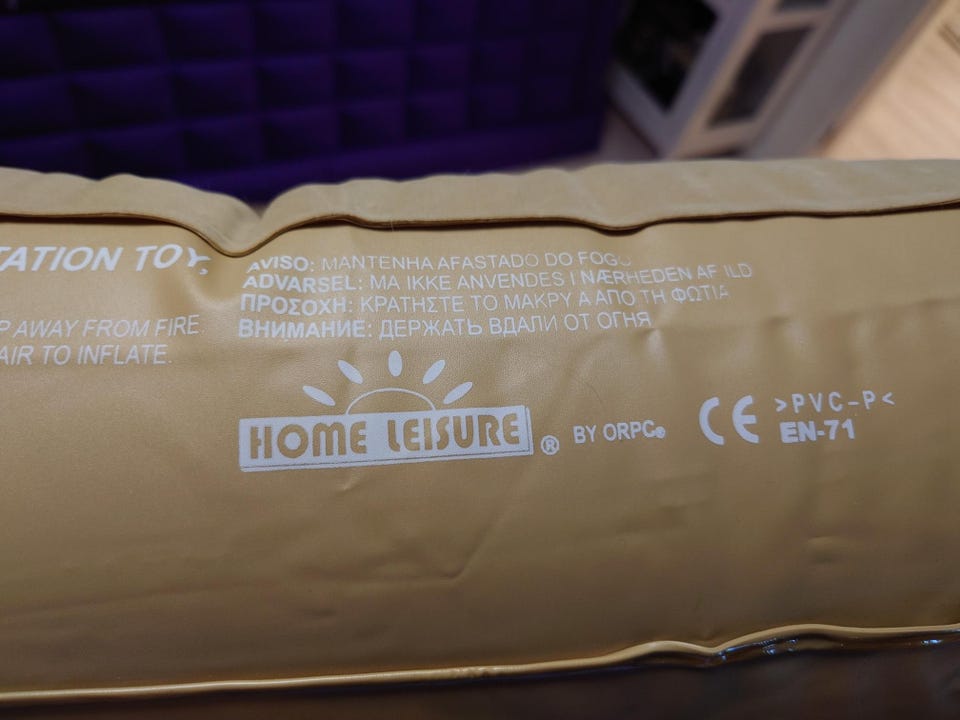 TATION TOY,
P AWAY FROM FIRE.
AIR TO INFLATE.
AVISO: MANTENHA AFASTADO DO FOGO
ADVARSEL: MA IKKE ANVENDES I NÆRHEDEN AF ILD
ΠΡΟΣΟΧΗ: ΚΡΑΤΗΣΤΕ ΤΟ ΜΑΚΡΥ Α ΑΠΟ ΤΗ ΦΩΤΙΑ
ВНИМАНИЕ: ДЕРЖАТЬ ВДАЛИ ОТ ОГНЯ
HOME LEISURE ® BY ORPC®
CE >PVC-P<
EN-71